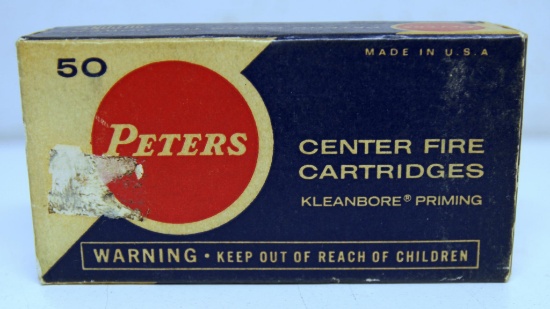 50
MADE IN U.S.A
PETERS
CENTER FIRE
CARTRIDGES
KLEANBORE® PRIMING
WARNING • KEEP OUT OF REACH OF CHILDREN